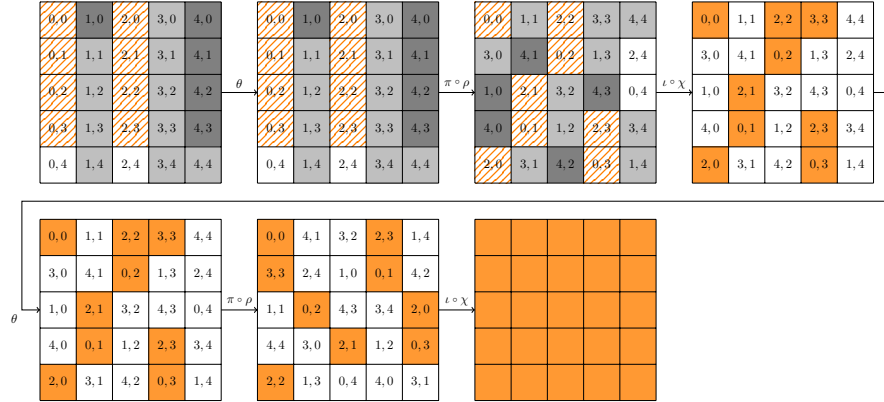 0, 0 1, 0 2, 0 3, 0 4, 0 0, 0 1, 0 2, 0 3, 0 4, 0 0, 0 1, 1 2, 2 3, 3 4, 4 0, 0 1, 1 2, 2 3, 3 4, 4
0, 1 1, 1 2, 1 3, 1 4, 1 0, 1 1, 1 2, 1 3, 1 4, 1 3, 0 4, 1 0, 2 1, 3 2, 4 3, 0 4, 1 0, 2 1, 3 2, 4
θ π ∘ ρ ι ∘ χ
0, 2 1, 2 2, 2 3, 2 4, 2 0, 2 1, 2 2, 2 3, 2 4, 2 1, 0 2, 1 3, 2 4, 3 0, 4 1, 0 2, 1 3, 2 4, 3 0, 4
0, 3 1, 3 2, 3 3, 3 4, 3 0, 3 1, 3 2, 3 3, 3 4, 3 4, 0 0, 1 1, 2 2, 3 3, 4 4, 0 0, 1 1, 2 2, 3 3, 4
0, 4 1, 4 2, 4 3, 4 4, 4 0, 4 1, 4 2, 4 3, 4 4, 4 2, 0 3, 1 4, 2 0, 3 1, 4 2, 0 3, 1 4, 2 0, 3 1, 4
0, 0 1, 1 2, 2 3, 3 4, 4 0, 0 4, 1 3, 2 2, 3 1, 4
3, 0 4, 1 0, 2 1, 3 2, 4 3, 3 2, 4 1, 0 0, 1 4, 2
π ∘ ρ ι ∘ χ
1, 0 2, 1 3, 2 4, 3 0, 4 1, 1 0, 2 4, 3 3, 4 2, 0
θ
4, 0 0, 1 1, 2 2, 3 3, 4 4, 4 3, 0 2, 1 1, 2 0, 3
2, 0 3, 1 4, 2 0, 3 1, 4 2, 2 1, 3 0, 4 4, 0 3, 1